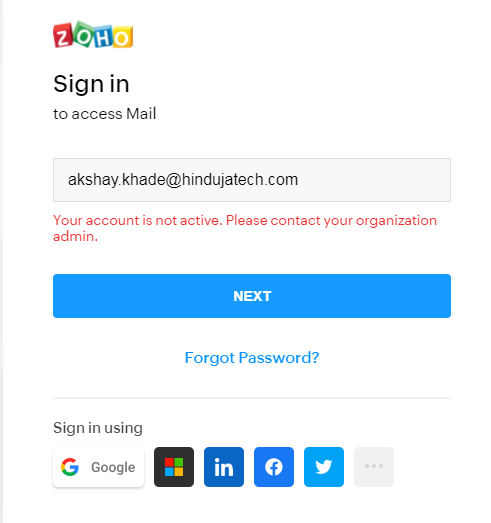 ZOHO
Sign in
to access Mail
akshay.khade@hindujatech.com
Your account is not active. Please contact your organization
admin.
NEXT
Forgot Password?
Sign in using
Google
in